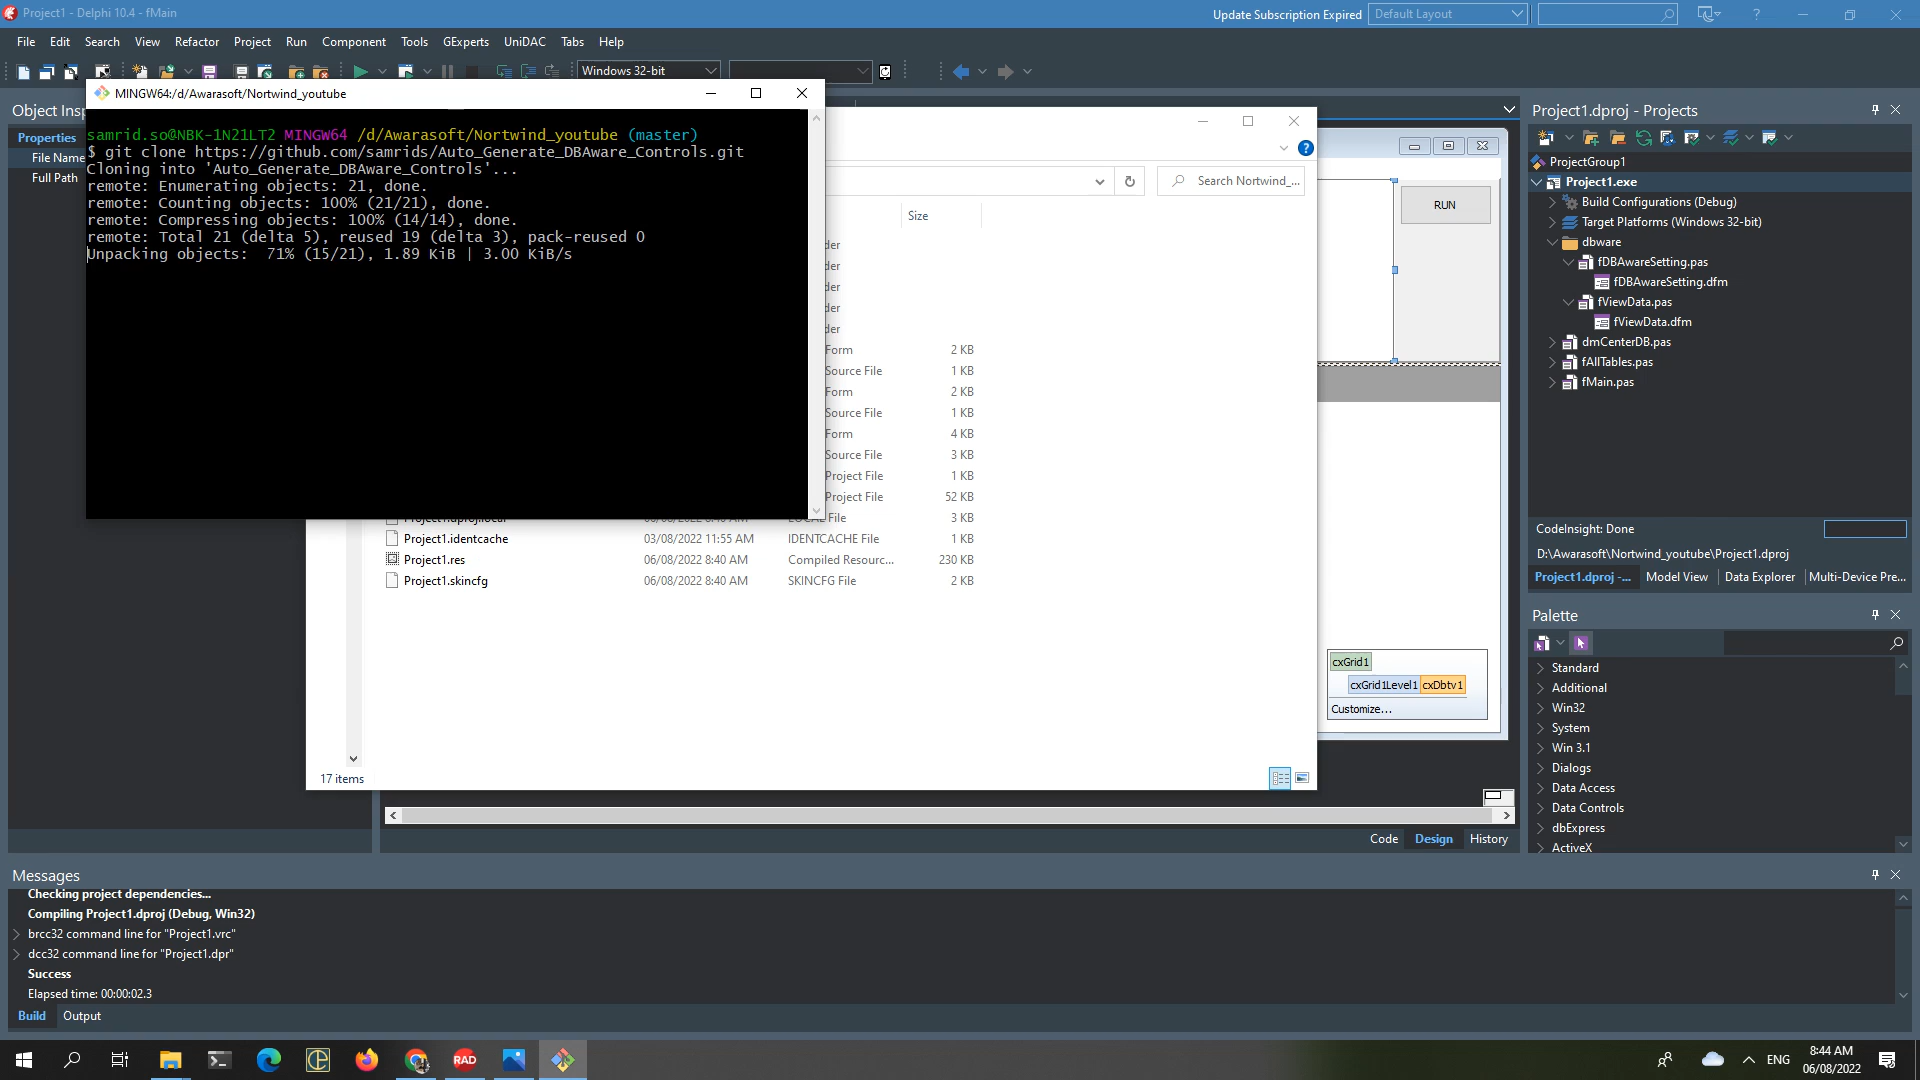 Project1 - Delphi 10.4 - fMain
Update Subscription Expired
Default Layout
File Edit Search View Refactor Project Run Component Tools GExperts UniDAC Tabs Help
Windows 32-bit
MINGW64:/d/Awarasoft/Nortwind_youtube
samrid.so@NBK-1N21LT2 MINGW64 /d/Awarasoft/Nortwind_youtube (master)
$ git clone https://github.com/samrids/Auto_Generate_DBAware_Controls.git
Cloning into 'Auto_Generate_DBAware_Controls'...
remote: Enumerating objects: 21, done.
remote: Counting objects: 100% (21/21), done.
remote: Compressing objects: 100% (14/14), done.
remote: Total 21 (delta 5), reused 19 (delta 3), pack-reused 0
Unpacking objects:  71% (15/21), 1.89 KiB | 3.00 KiB/s
Object Insp
Properties
File Name
Full Path
Search Nortwind_...
Size
der
der
der
der
der
Form 2 KB
Source File 1 KB
Form 2 KB
Source File 1 KB
Form 4 KB
Source File 3 KB
Project File 1 KB
Project File 52 KB
File 3 KB
Project1.identcache 03/08/2022 11:55 AM IDENTCACHE File 1 KB
Project1.res 06/08/2022 8:40 AM Compiled Resourc... 230 KB
Project1.skincfg 06/08/2022 8:40 AM SKINCFG File 2 KB
17 items
RUN
cxGrid1
cxGrid1Level1 cxDbtv1
Customize...
Code Design History
Project1.dproj - Projects
ProjectGroup1
Project1.exe
Build Configurations (Debug)
Target Platforms (Windows 32-bit)
dbware
fDBAwareSetting.pas
fDBAwareSetting.dfm
fViewData.pas
fViewData.dfm
dmCenterDB.pas
fAllTables.pas
fMain.pas
CodeInsight: Done
D:\Awarasoft\Nortwind_youtube\Project1.dproj
Project1.dproj -... Model View Data Explorer Multi-Device Pre...
Palette
Standard
Additional
Win32
System
Win 3.1
Dialogs
Data Access
Data Controls
dbExpress
ActiveX
Messages
Checking project dependencies...
Compiling Project1.dproj (Debug, Win32)
brcc32 command line for "Project1.vrc"
dcc32 command line for "Project1.dpr"
Success
Elapsed time: 00:00:02.3
Build Output
RAD
ENG
8:44 AM
06/08/2022